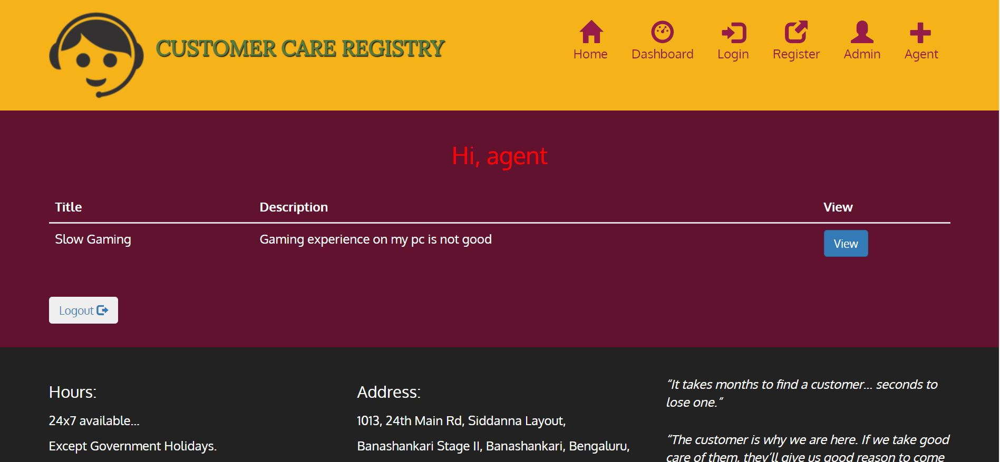 CUSTOMER CARE REGISTRY
Home Dashboard Login Register Admin Agent
Hi, agent
Title Description View
Slow Gaming Gaming experience on my pc is not good View
Logout
Hours:
24x7 available...
Except Government Holidays.
Address:
1013, 24th Main Rd, Siddanna Layout,
Banashankari Stage II, Banashankari, Bengaluru,
“It takes months to find a customer... seconds to
lose one.”
“The customer is why we are here. If we take good
care of them, they’ll give us good reason to come